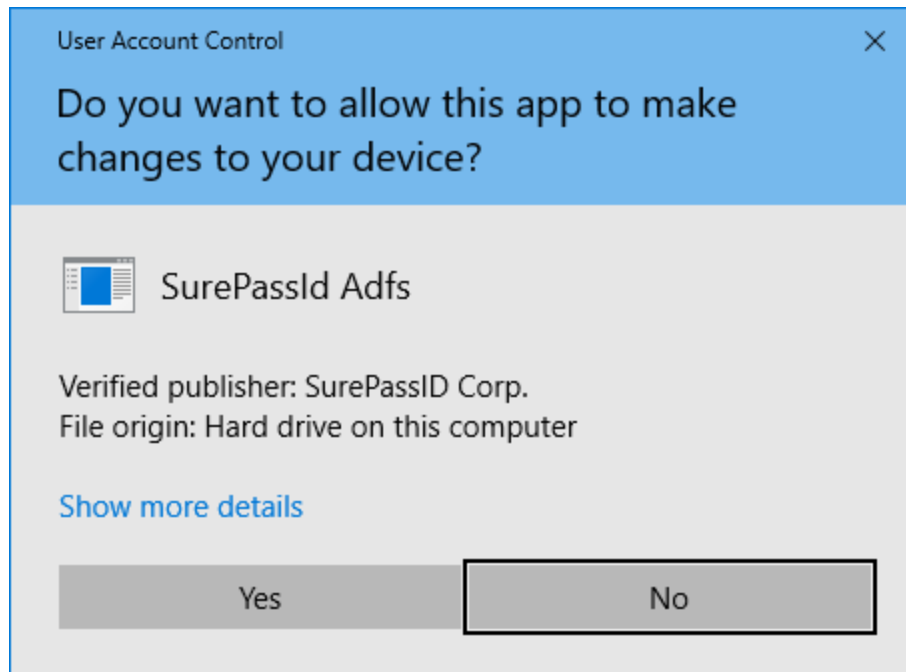 User Account Control
Do you want to allow this app to make
changes to your device?
SurePassId Adfs
Verified publisher: SurePassID Corp.
File origin: Hard drive on this computer
Show more details
Yes
No